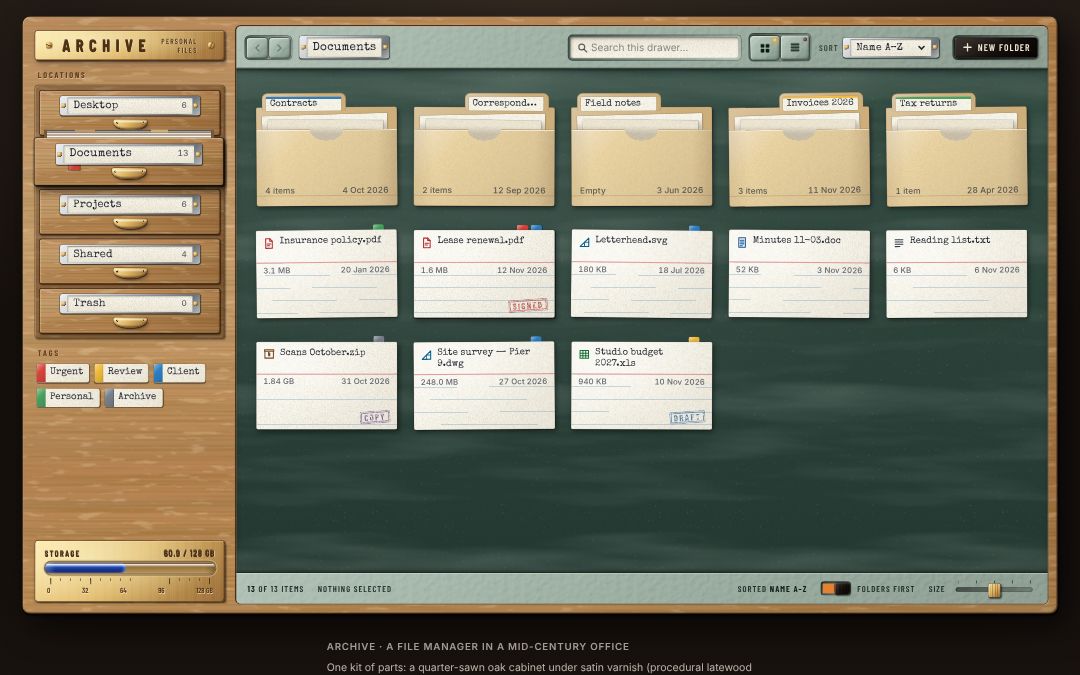 ARCHIVE
PERSONAL
FILES
LOCATIONS
Desktop 6
Documents 13
Projects 6
Shared 4
Trash 0
TAGS
Urgent Review Client
Personal Archive
STORAGE 60.0 / 128 GB
0 32 64 96 128 GB
Documents
Search this drawer...
SORT Name A–Z
+ NEW FOLDER
Contracts
4 items 4 Oct 2026
Correspond...
2 items 12 Sep 2026
Field notes
Empty 3 Jun 2026
Invoices 2026
3 items 11 Nov 2026
Tax returns
1 item 28 Apr 2026
Insurance policy.pdf
3.1 MB 20 Jan 2026
Lease renewal.pdf
1.6 MB 12 Nov 2026
SIGNED
Letterhead.svg
180 KB 18 Jul 2026
Minutes 11-03.doc
52 KB 3 Nov 2026
Reading list.txt
6 KB 6 Nov 2026
Scans October.zip
1.84 GB 31 Oct 2026
COPY
Site survey — Pier
9.dwg
248.0 MB 27 Oct 2026
Studio budget
2027.xls
940 KB 10 Nov 2026
DRAFT
13 OF 13 ITEMS NOTHING SELECTED
SORTED NAME A–Z FOLDERS FIRST SIZE
ARCHIVE · A FILE MANAGER IN A MID-CENTURY OFFICE
One kit of parts: a quarter-sawn oak cabinet under satin varnish (procedural latewood